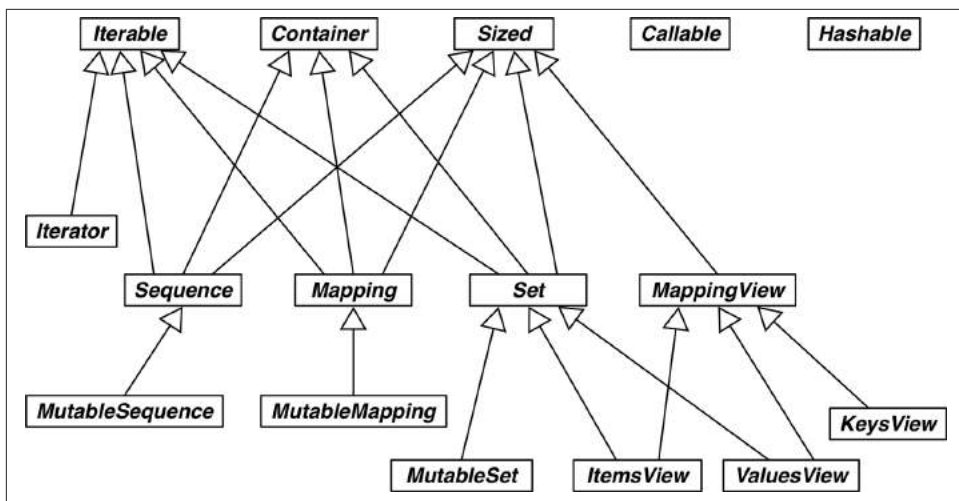 Iterable
Container
Sized
Callable
Hashable
Iterator
Sequence
Mapping
Set
MappingView
MutableSequence
MutableMapping
KeysView
MutableSet
ItemsView
ValuesView